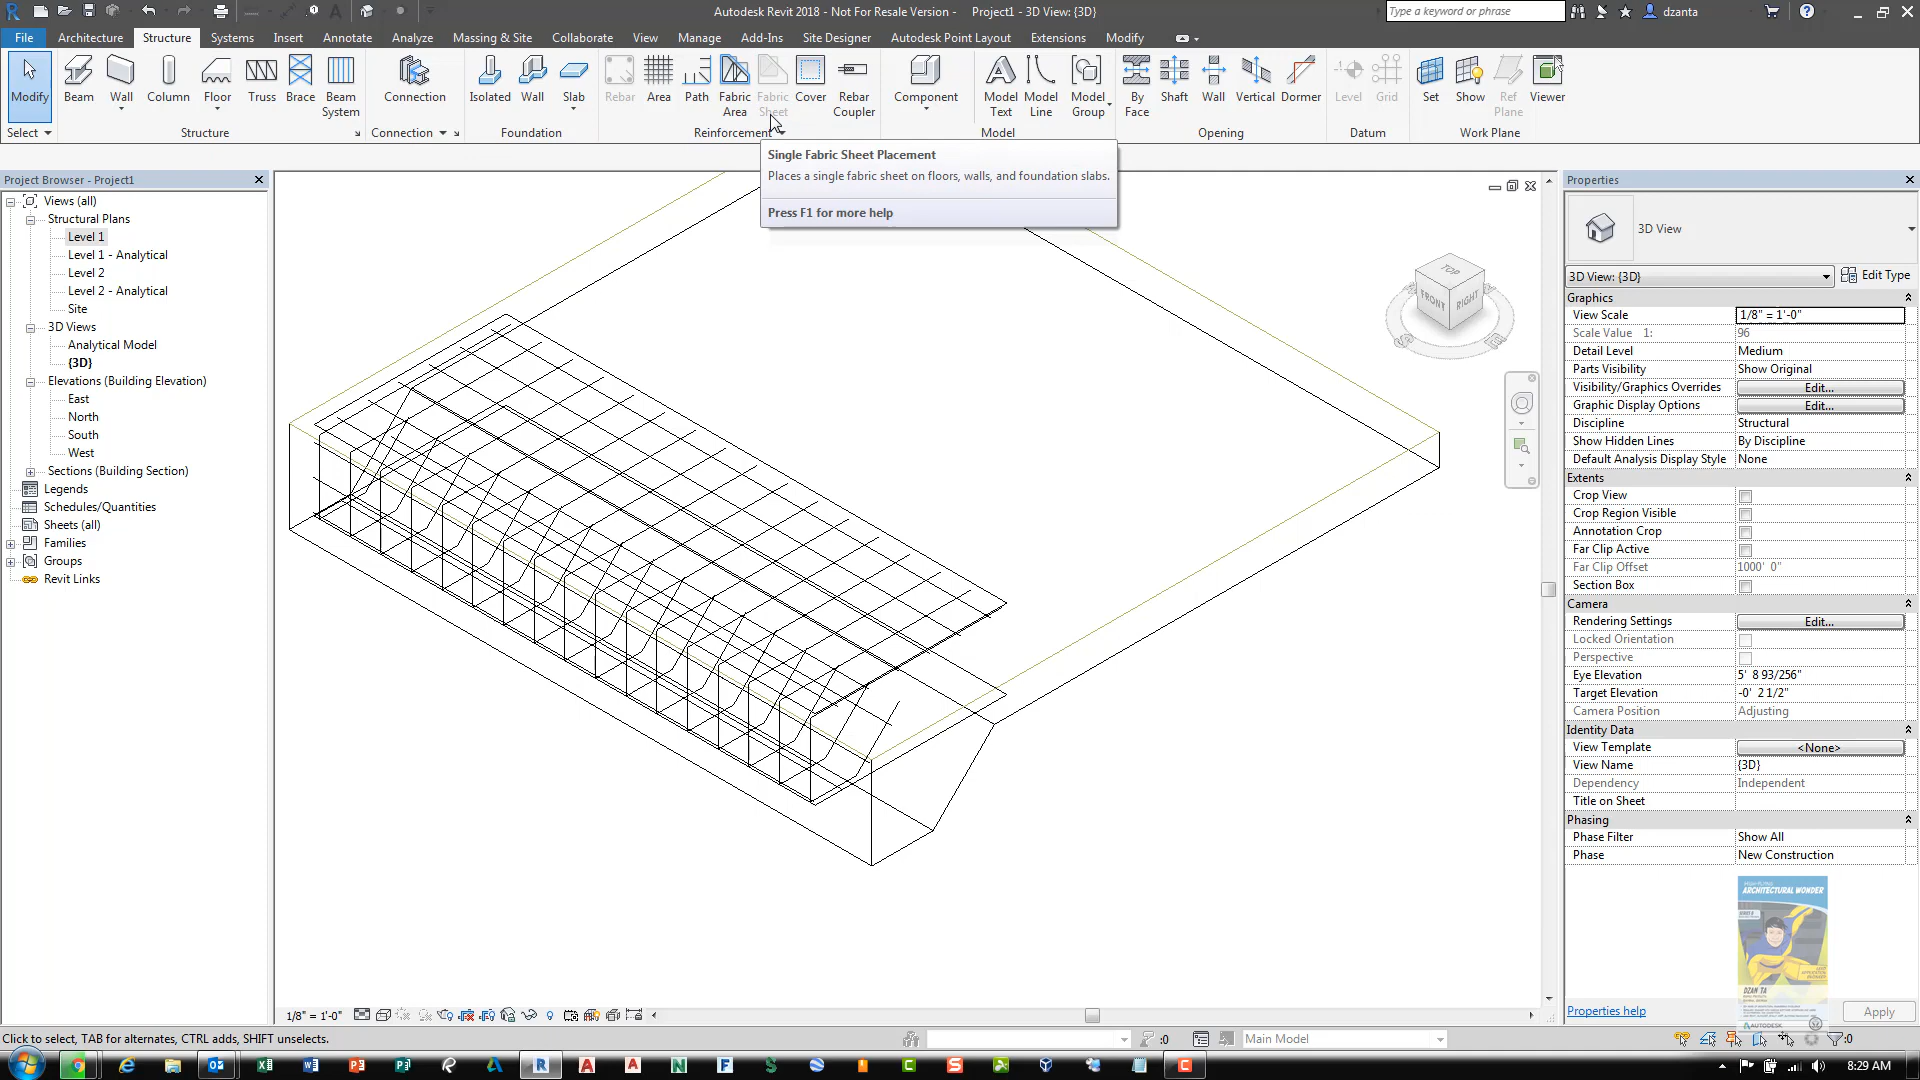 Autodesk Revit 2018 - Not For Resale Version - Project1 - 3D View: {3D}
Type a keyword or phrase
dzanta
File Architecture Structure Systems Insert Annotate Analyze Massing & Site Collaborate View Manage Add-Ins Site Designer Autodesk Point Layout Extensions Modify
Modify Beam Wall Column Floor Truss Brace Beam System Connection Isolated Wall Slab Rebar Area Path Fabric Area Fabric Sheet Cover Rebar Coupler Component Model Text Model Line Model Group By Face Shaft Wall Vertical Dormer Level Grid Set Show Ref Plane Viewer
Select Structure Connection Foundation Reinforcement Model Opening Datum Work Plane
Single Fabric Sheet Placement
Places a single fabric sheet on floors, walls, and foundation slabs.
Press F1 for more help
Project Browser - Project1
Views (all)
Structural Plans
Level 1
Level 1 - Analytical
Level 2
Level 2 - Analytical
Site
3D Views
Analytical Model
{3D}
Elevations (Building Elevation)
East
North
South
West
Sections (Building Section)
Legends
Schedules/Quantities
Sheets (all)
Families
Groups
Revit Links
TOP
FRONT
RIGHT
S
E
Properties
3D View
3D View: {3D} Edit Type
Graphics
View Scale 1/8" = 1'-0"
Scale Value 1: 96
Detail Level Medium
Parts Visibility Show Original
Visibility/Graphics Overrides Edit...
Graphic Display Options Edit...
Discipline Structural
Show Hidden Lines By Discipline
Default Analysis Display Style None
Extents
Crop View
Crop Region Visible
Annotation Crop
Far Clip Active
Far Clip Offset 1000' 0"
Section Box
Camera
Rendering Settings Edit...
Locked Orientation
Perspective
Eye Elevation 5' 8 93/256"
Target Elevation -0' 2 1/2"
Camera Position Adjusting
Identity Data
View Template <None>
View Name {3D}
Dependency Independent
Title on Sheet
Phasing
Phase Filter Show All
Phase New Construction
ARCHITECTURAL WONDER
DZAN TA
AUTODESK
Properties help Apply
1/8" = 1'-0"
Click to select, TAB for alternates, CTRL adds, SHIFT unselects.
:0
Main Model
:0
8:29 AM